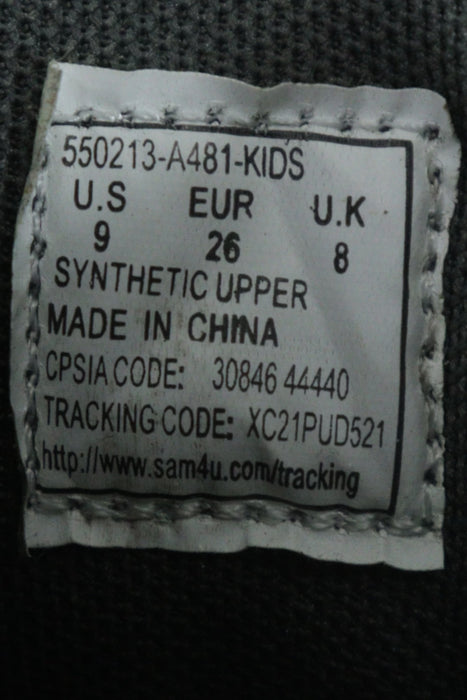 550213-A481-KIDS
U.S EUR U.K
9 26 8
SYNTHETIC UPPER
MADE IN CHINA
CPSIA CODE: 30846 44440
TRACKING CODE: XC21PUD521
http://www.sam4u.com/tracking